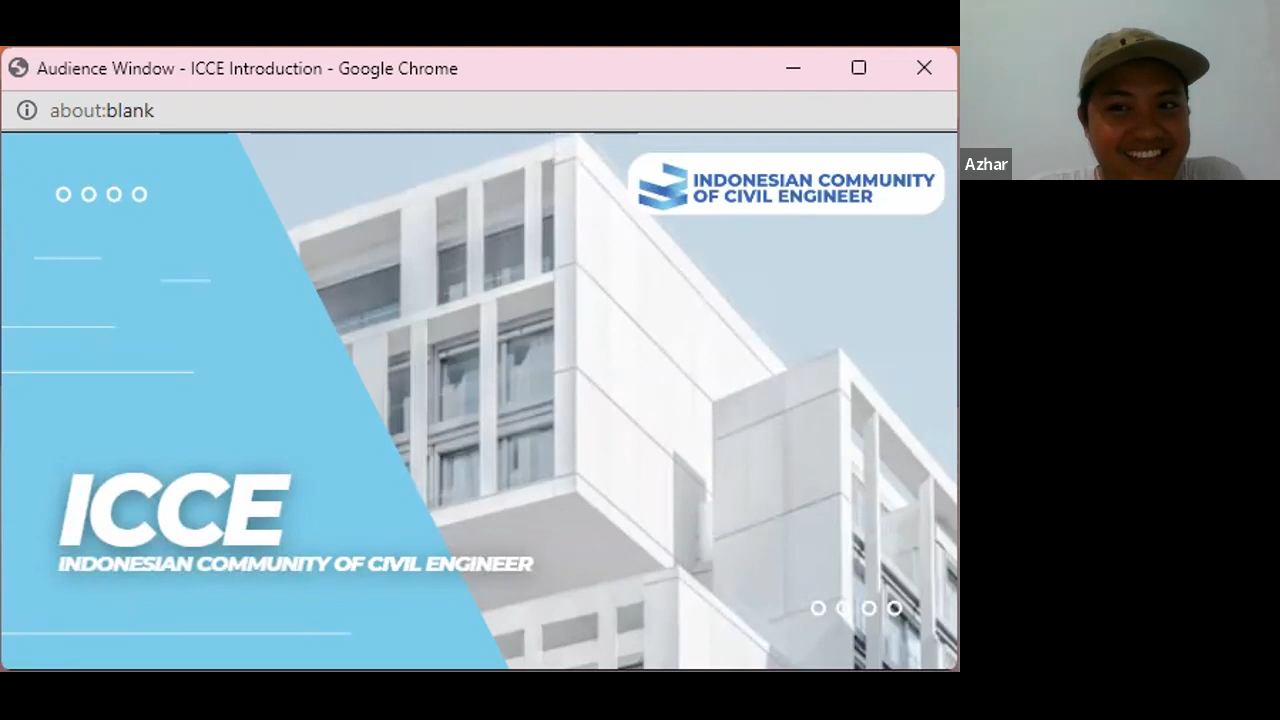 Audience Window - ICCE Introduction - Google Chrome
about:blank
INDONESIAN COMMUNITY
OF CIVIL ENGINEER
Azhar
ICCE
INDONESIAN COMMUNITY OF CIVIL ENGINEER